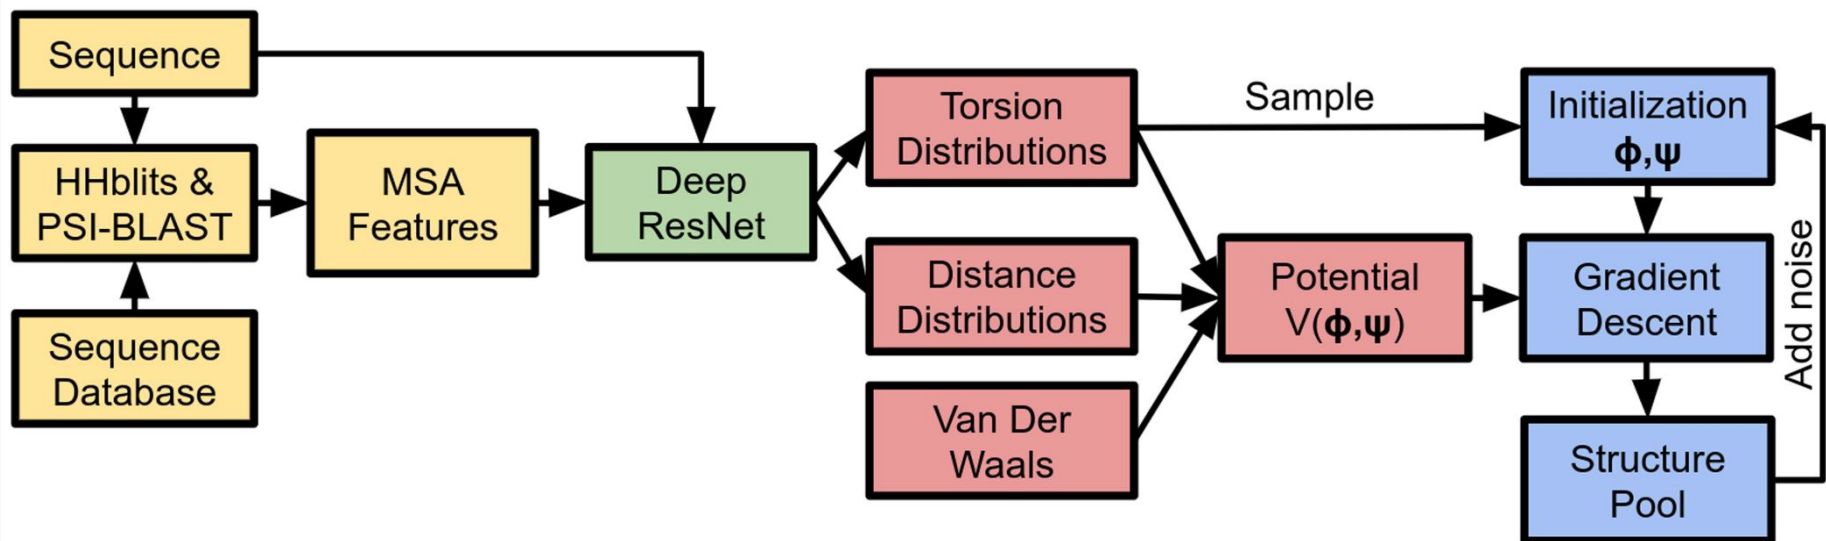 Sequence
HHblits &
PSI-BLAST
Sequence
Database
MSA
Features
Deep
ResNet
Torsion
Distributions
Distance
Distributions
Van Der
Waals
Sample
Potential
V(ϕ,ψ)
Initialization
ϕ,ψ
Gradient
Descent
Structure
Pool
Add noise